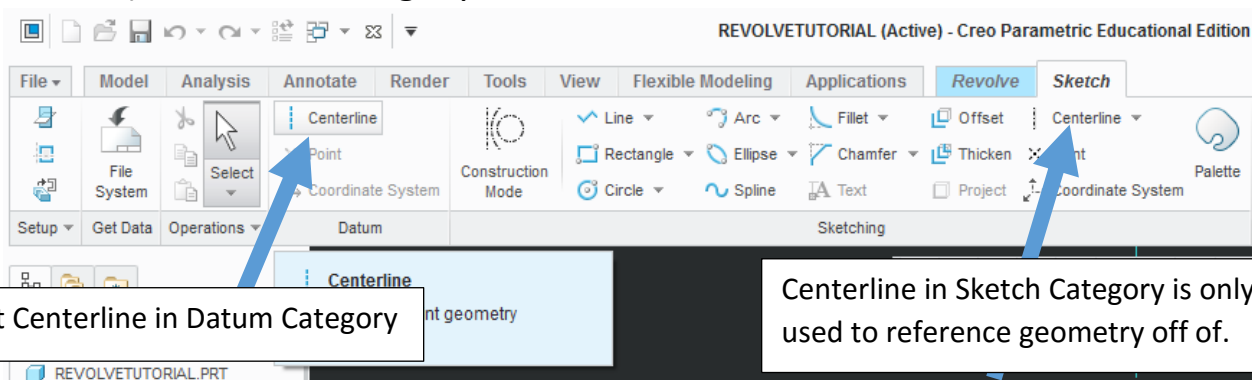 REVOLVETUTORIAL (Active) - Creo Parametric Educational Edition
File Model Analysis Annotate Render Tools View Flexible Modeling Applications Revolve Sketch
Centerline Line Arc Fillet Offset Centerline
Point Rectangle Ellipse Chamfer Thicken
File System Select Construction Mode Palette
Coordinate System Circle Spline Text Project Coordinate System
Setup Get Data Operations Datum Sketching
Centerline
geometry
Centerline in Datum Category
Centerline in Sketch Category is only
used to reference geometry off of.
REVOLVETUTORIAL.PRT